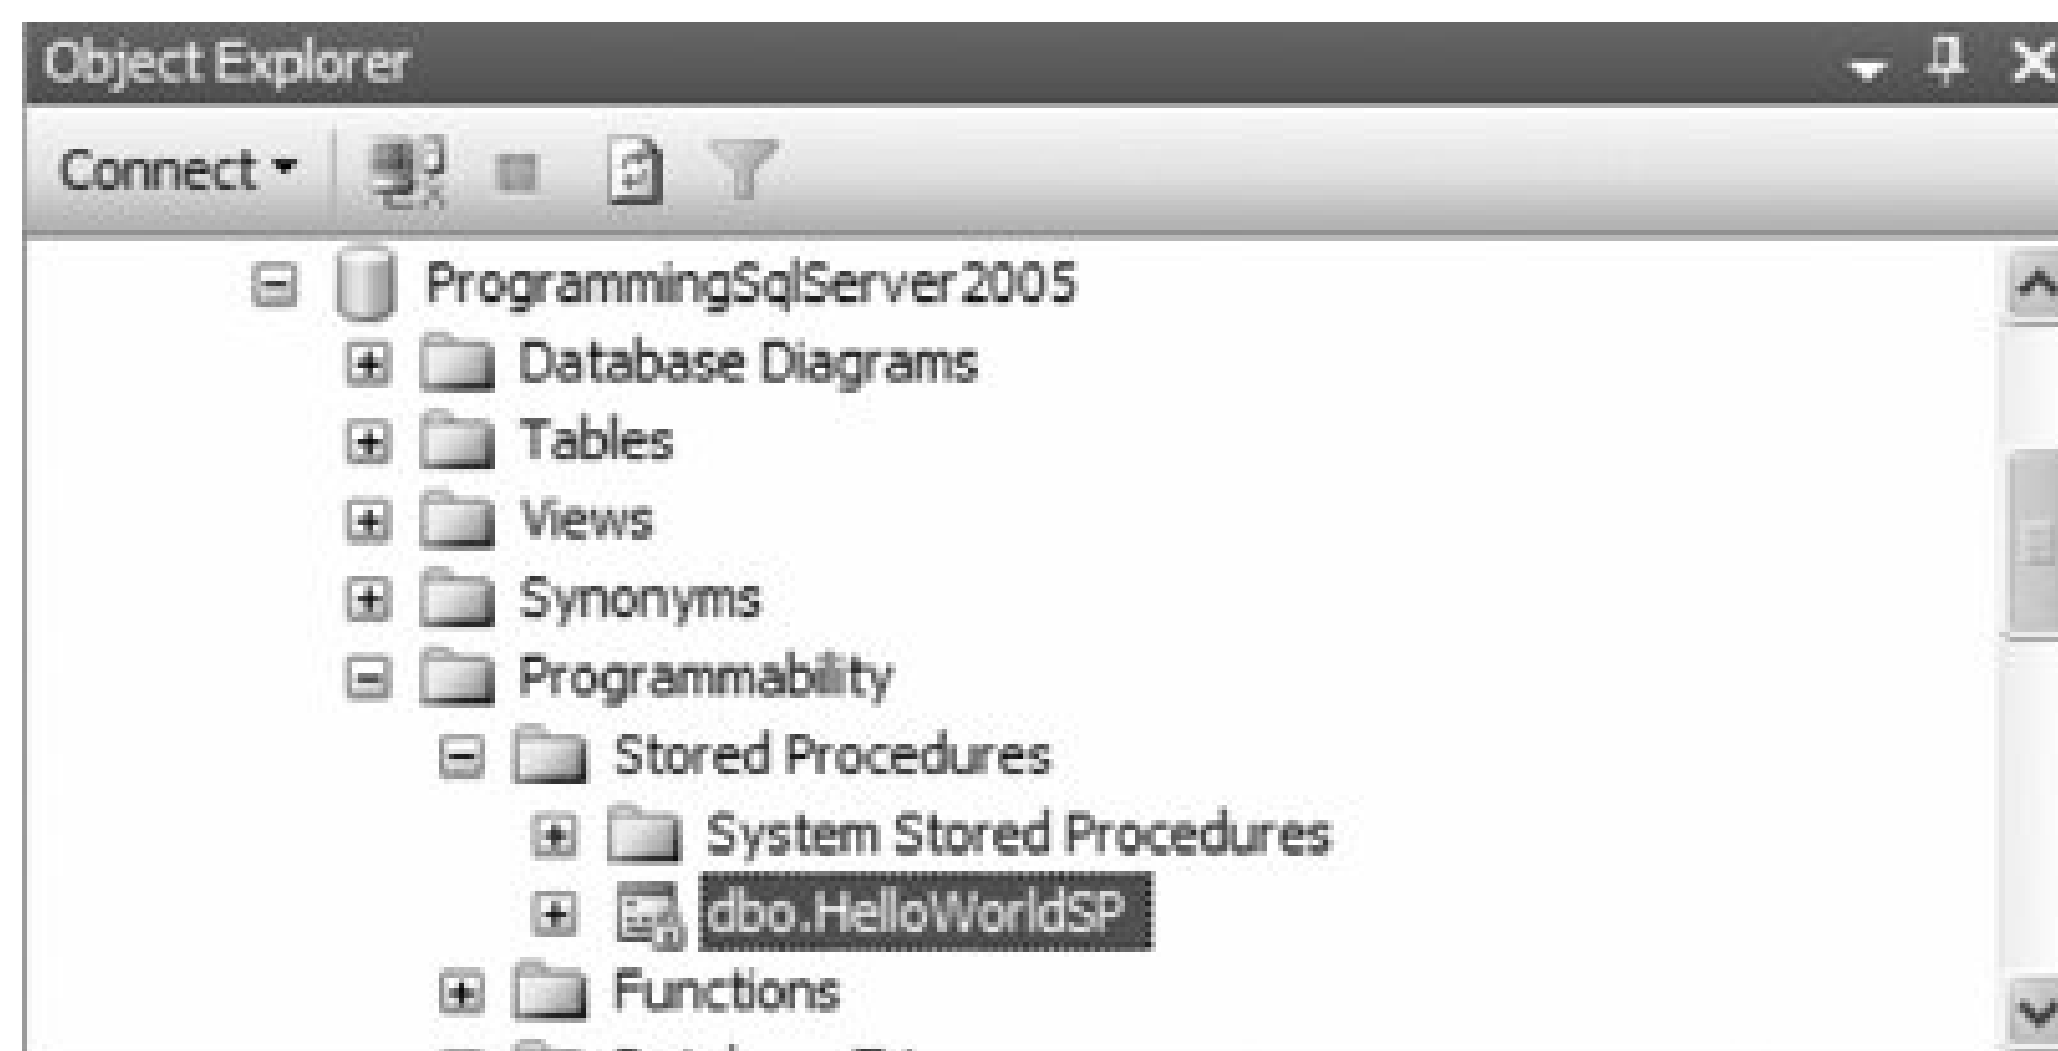 Object Explorer
Connect
ProgrammingSqlServer2005
Database Diagrams
Tables
Views
Synonyms
Programmability
Stored Procedures
System Stored Procedures
dbo.HelloWorldSP
Functions